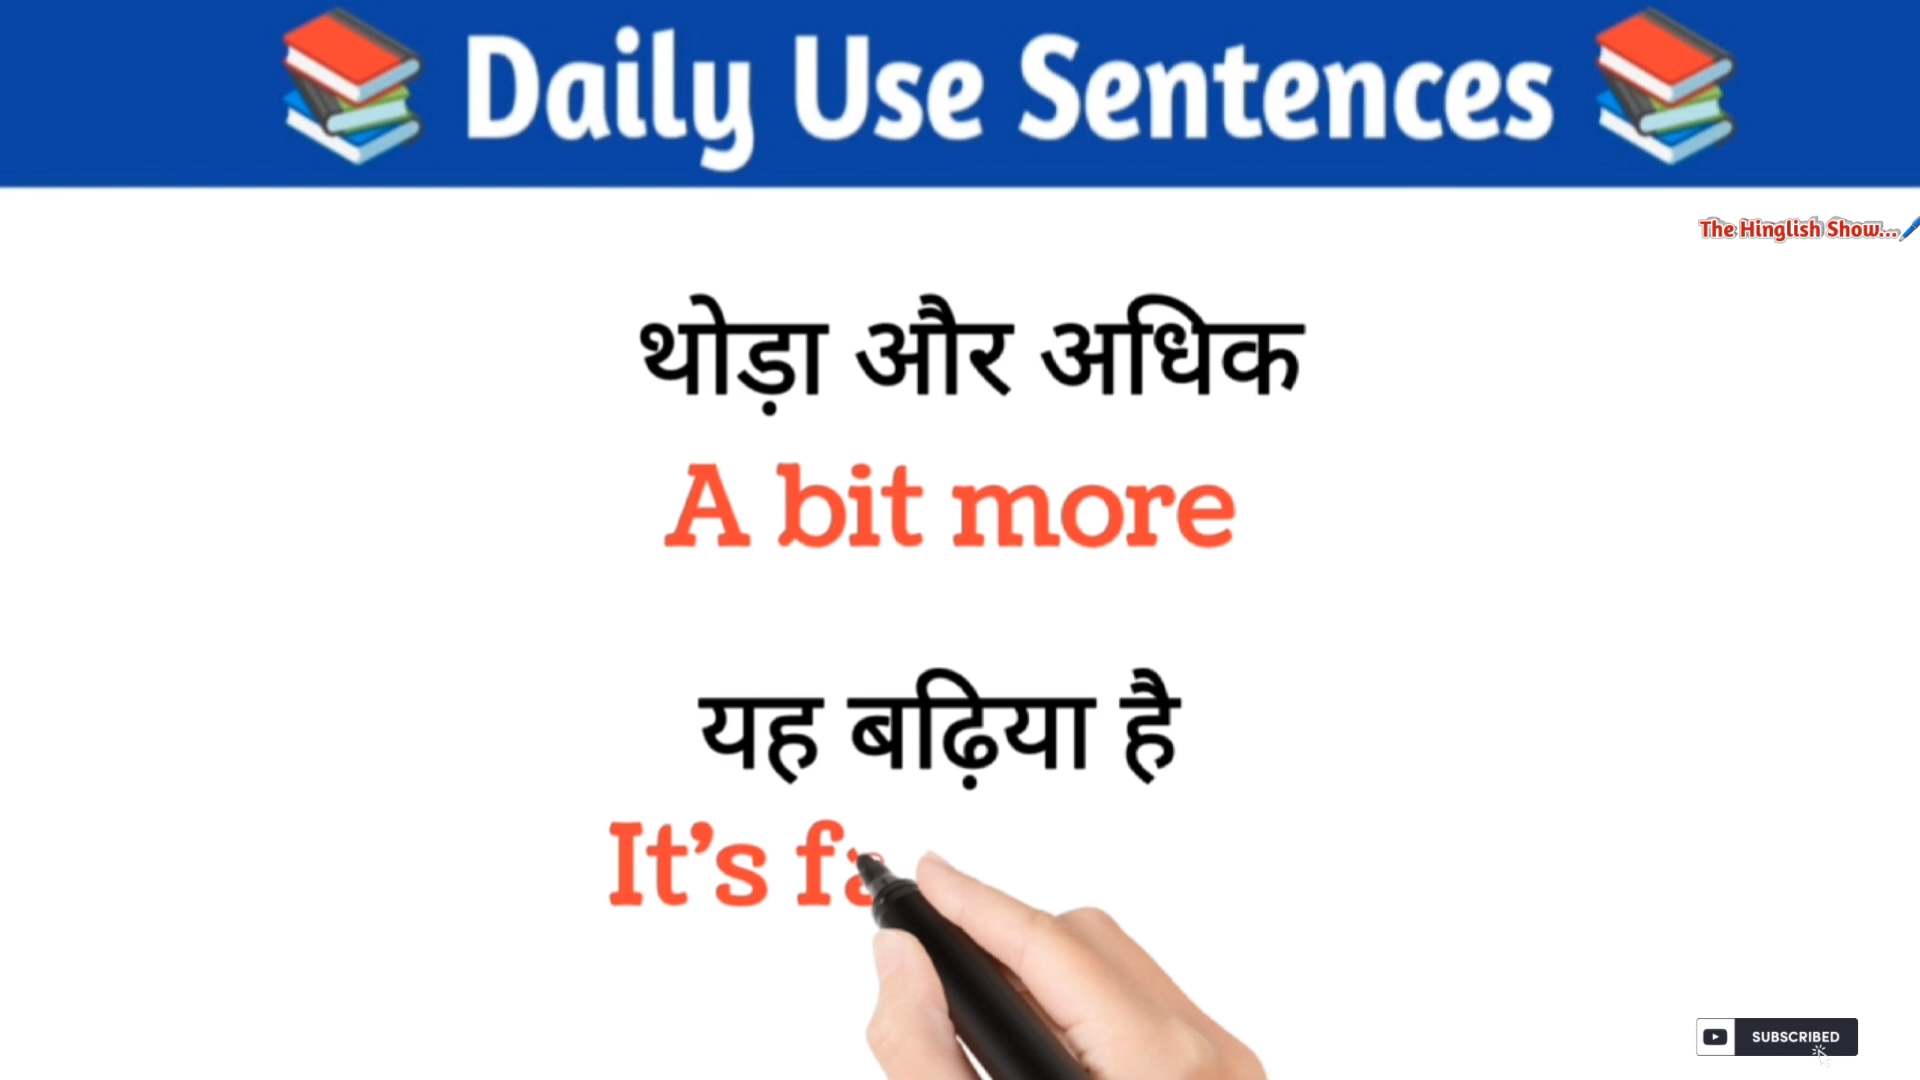 Daily Use Sentences
The Hinglish Show...
थोड़ा और अधिक
A bit more
यह बढ़िया है
It's
SUBSCRIBED